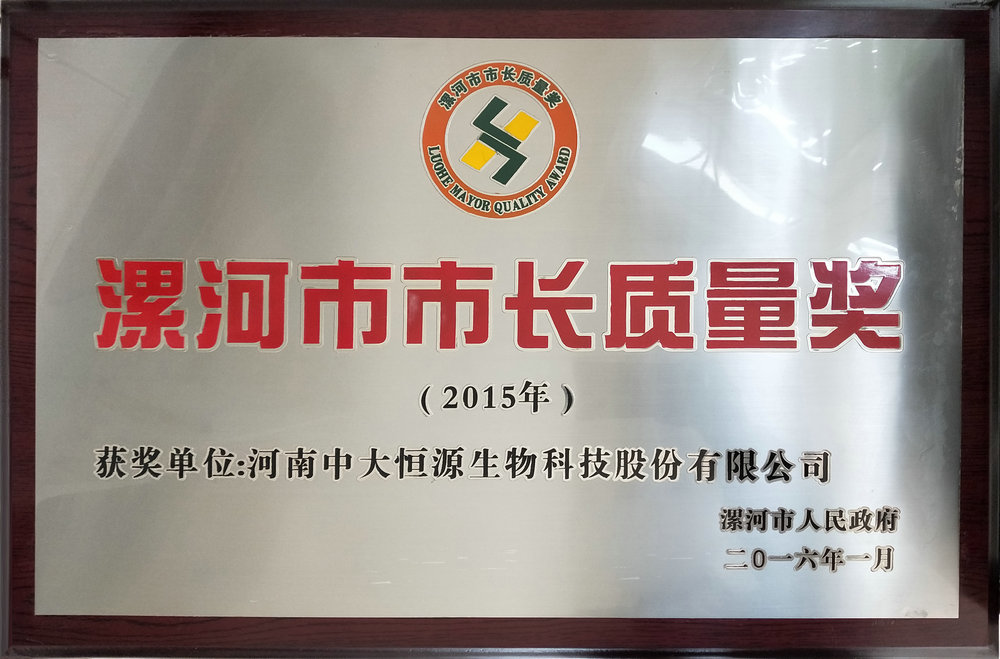 漯河市市长质量奖
LUOHE MAYOR QUALITY AWARD
漯河市市长质量奖
(2015年)
获奖单位:河南中大恒源生物科技股份有限公司
漯河市人民政府
二0一六年一月